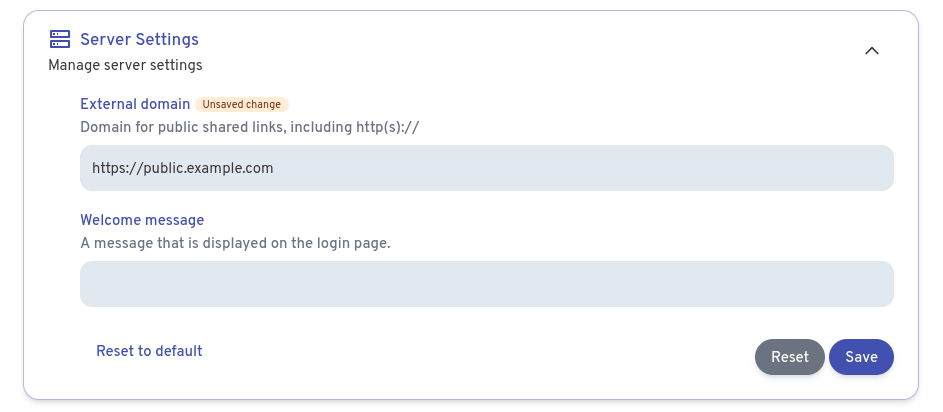 Server Settings
Manage server settings
External domain Unsaved change
Domain for public shared links, including http(s)://
https://public.example.com
Welcome message
A message that is displayed on the login page.
Reset to default
Reset Save